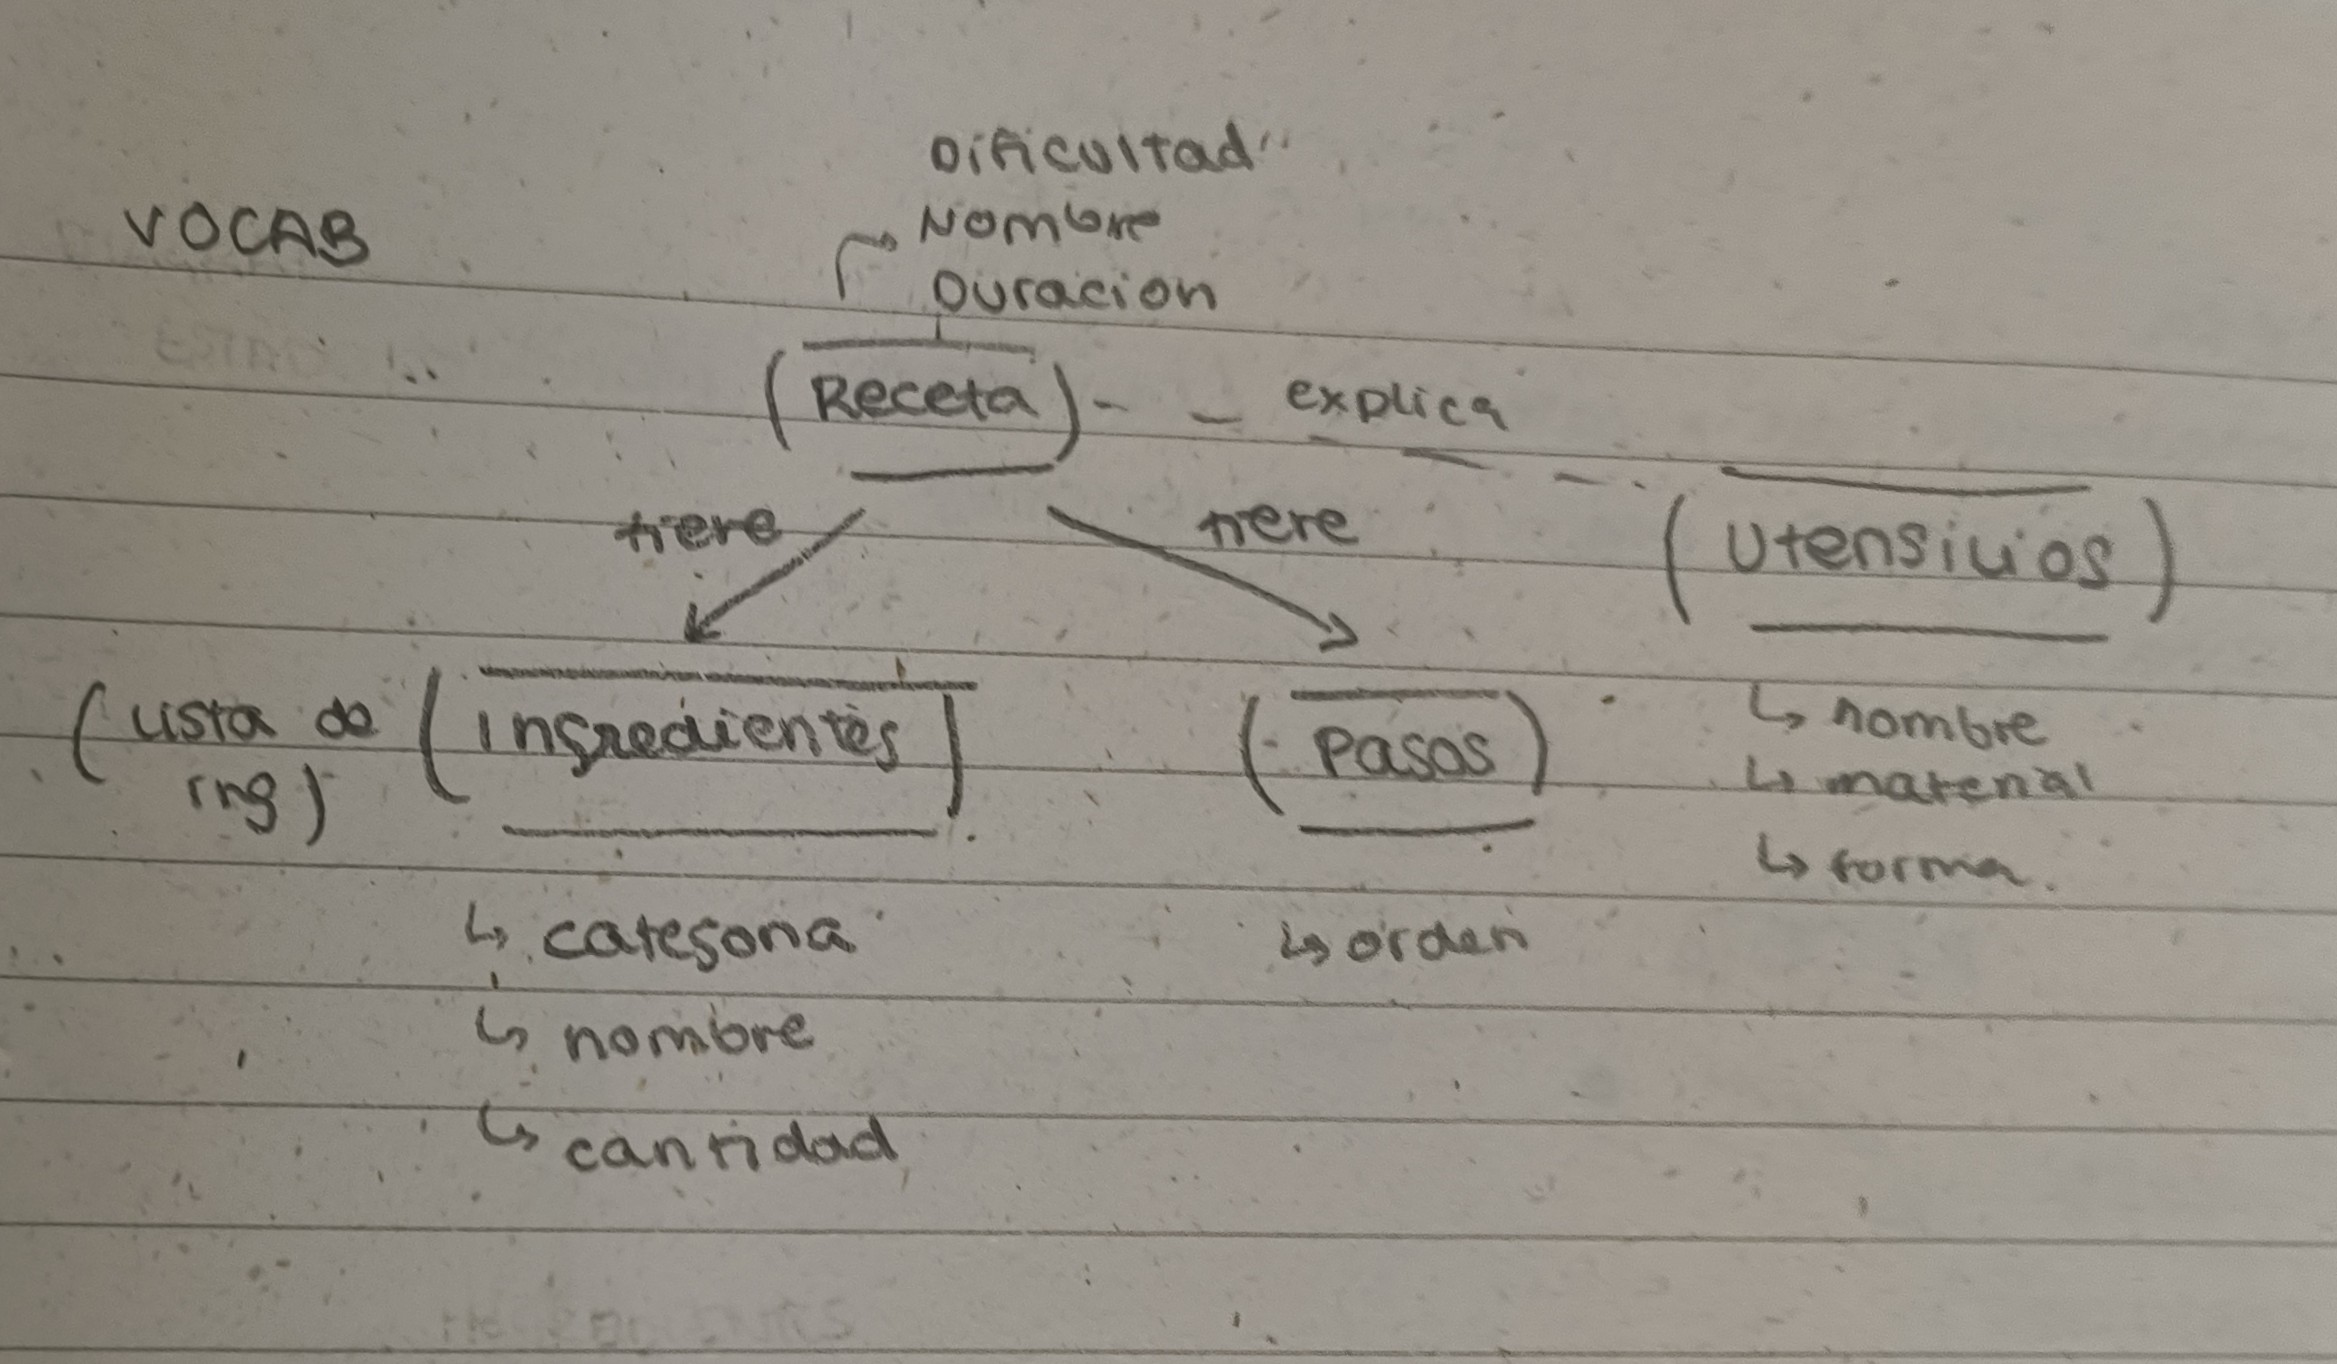 Dificultad
VOCAB
Nombre
Duracion
Receta
explica
tiene
tiene
Utensilios
(Lista de
ing)
Ingredientes
Pasos
nombre
material
forma.
categoria
orden
nombre
cantidad